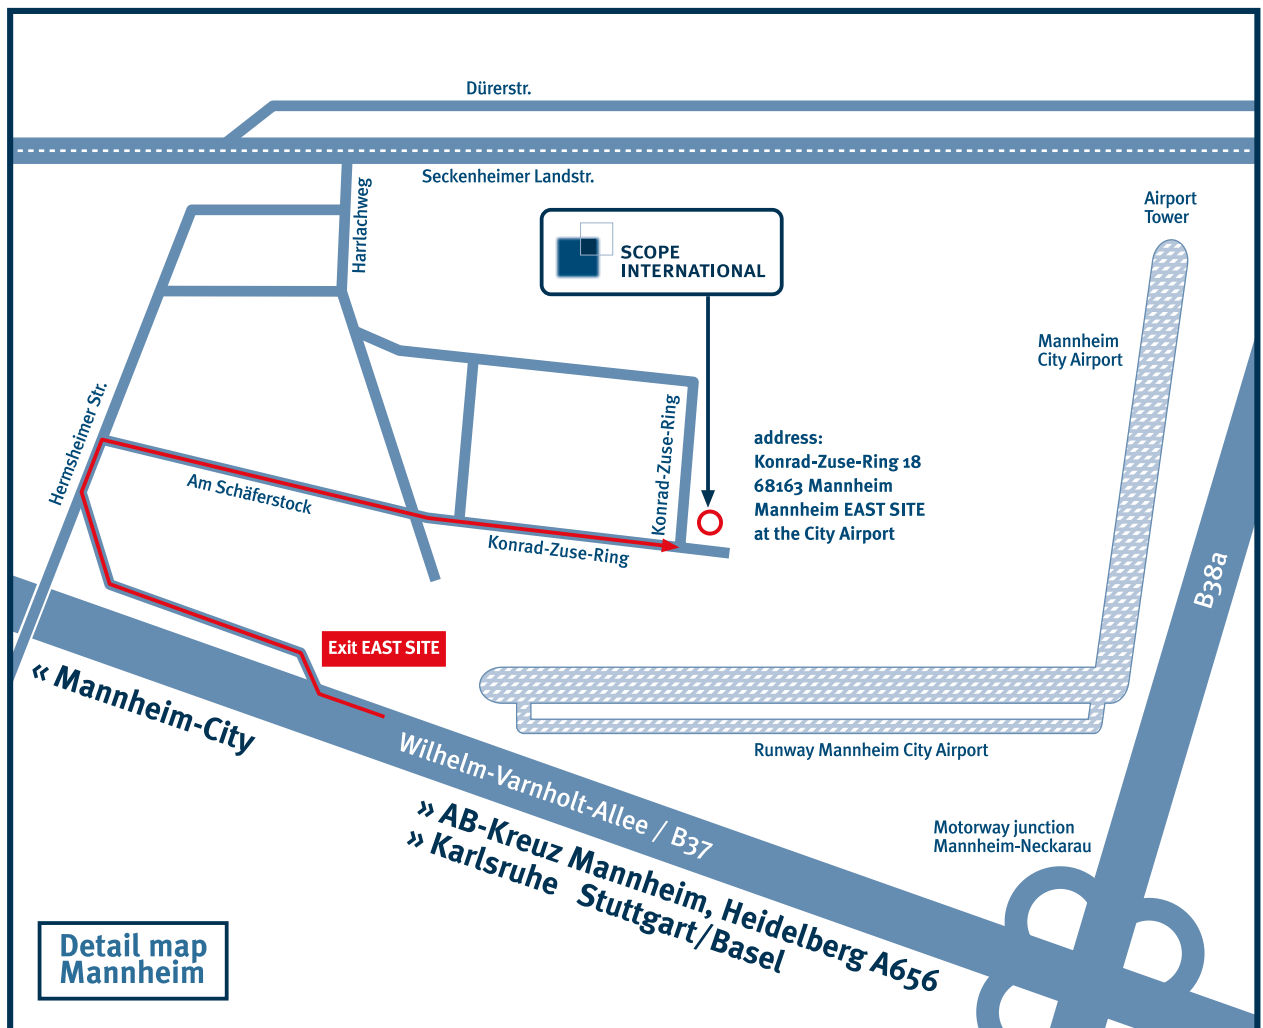 Dürerstr.
Seckenheimer Landstr.
Harrlachweg
Airport
Tower
SCOPE
INTERNATIONAL
Mannheim
City Airport
Hermsheimer Str.
Am Schäferstock
Konrad-Zuse-Ring
Konrad-Zuse-Ring
address:
Konrad-Zuse-Ring 18
68163 Mannheim
Mannheim EAST SITE
at the City Airport
B38a
Exit EAST SITE
« Mannheim-City
Runway Mannheim City Airport
Wilhelm-Varnholt-Allee / B37
» AB-Kreuz Mannheim, Heidelberg A656
» Karlsruhe Stuttgart/Basel
Motorway junction
Mannheim-Neckarau
Detail map
Mannheim